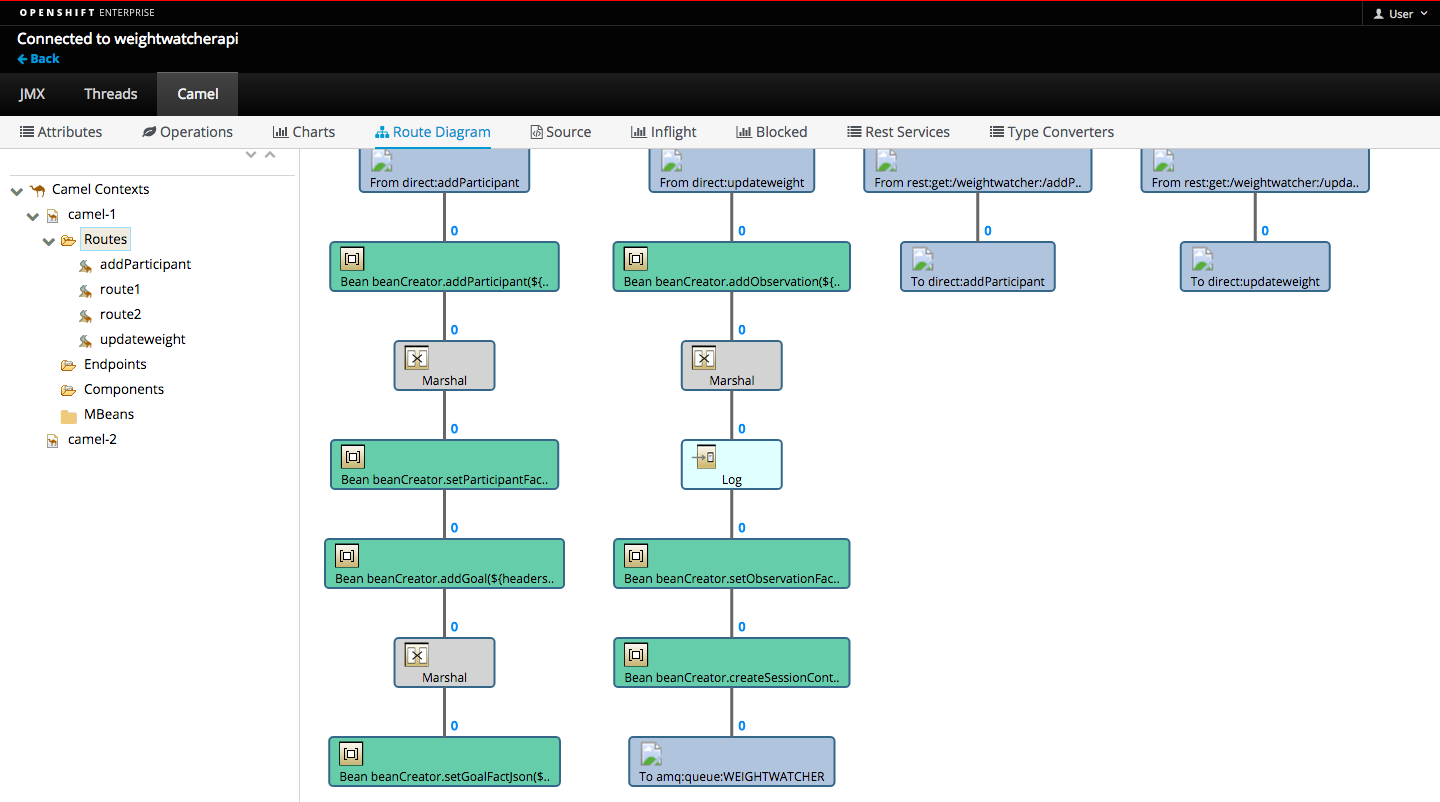 OPENSHIFT ENTERPRISE
User
Connected to weightwatcherapi
Back
JMX Threads Camel
Attributes Operations Charts Route Diagram Source Inflight Blocked Rest Services Type Converters
Camel Contexts
camel-1
Routes
addParticipant
route1
route2
updateweight
Endpoints
Components
MBeans
camel-2
From direct:addParticipant
0
Bean beanCreator.addParticipant(${..
0
Marshal
0
Bean beanCreator.setParticipantFac..
0
Bean beanCreator.addGoal(${headers..
0
Marshal
0
Bean beanCreator.setGoalFactJson($..
From direct:updateweight
0
Bean beanCreator.addObservation(${..
0
Marshal
0
Log
0
Bean beanCreator.setObservationFac..
0
Bean beanCreator.createSessionCont..
0
To amq:queue:WEIGHTWATCHER
From rest:get:/weightwatcher:/addP..
0
To direct:addParticipant
From rest:get:/weightwatcher:/upda..
0
To direct:updateweight